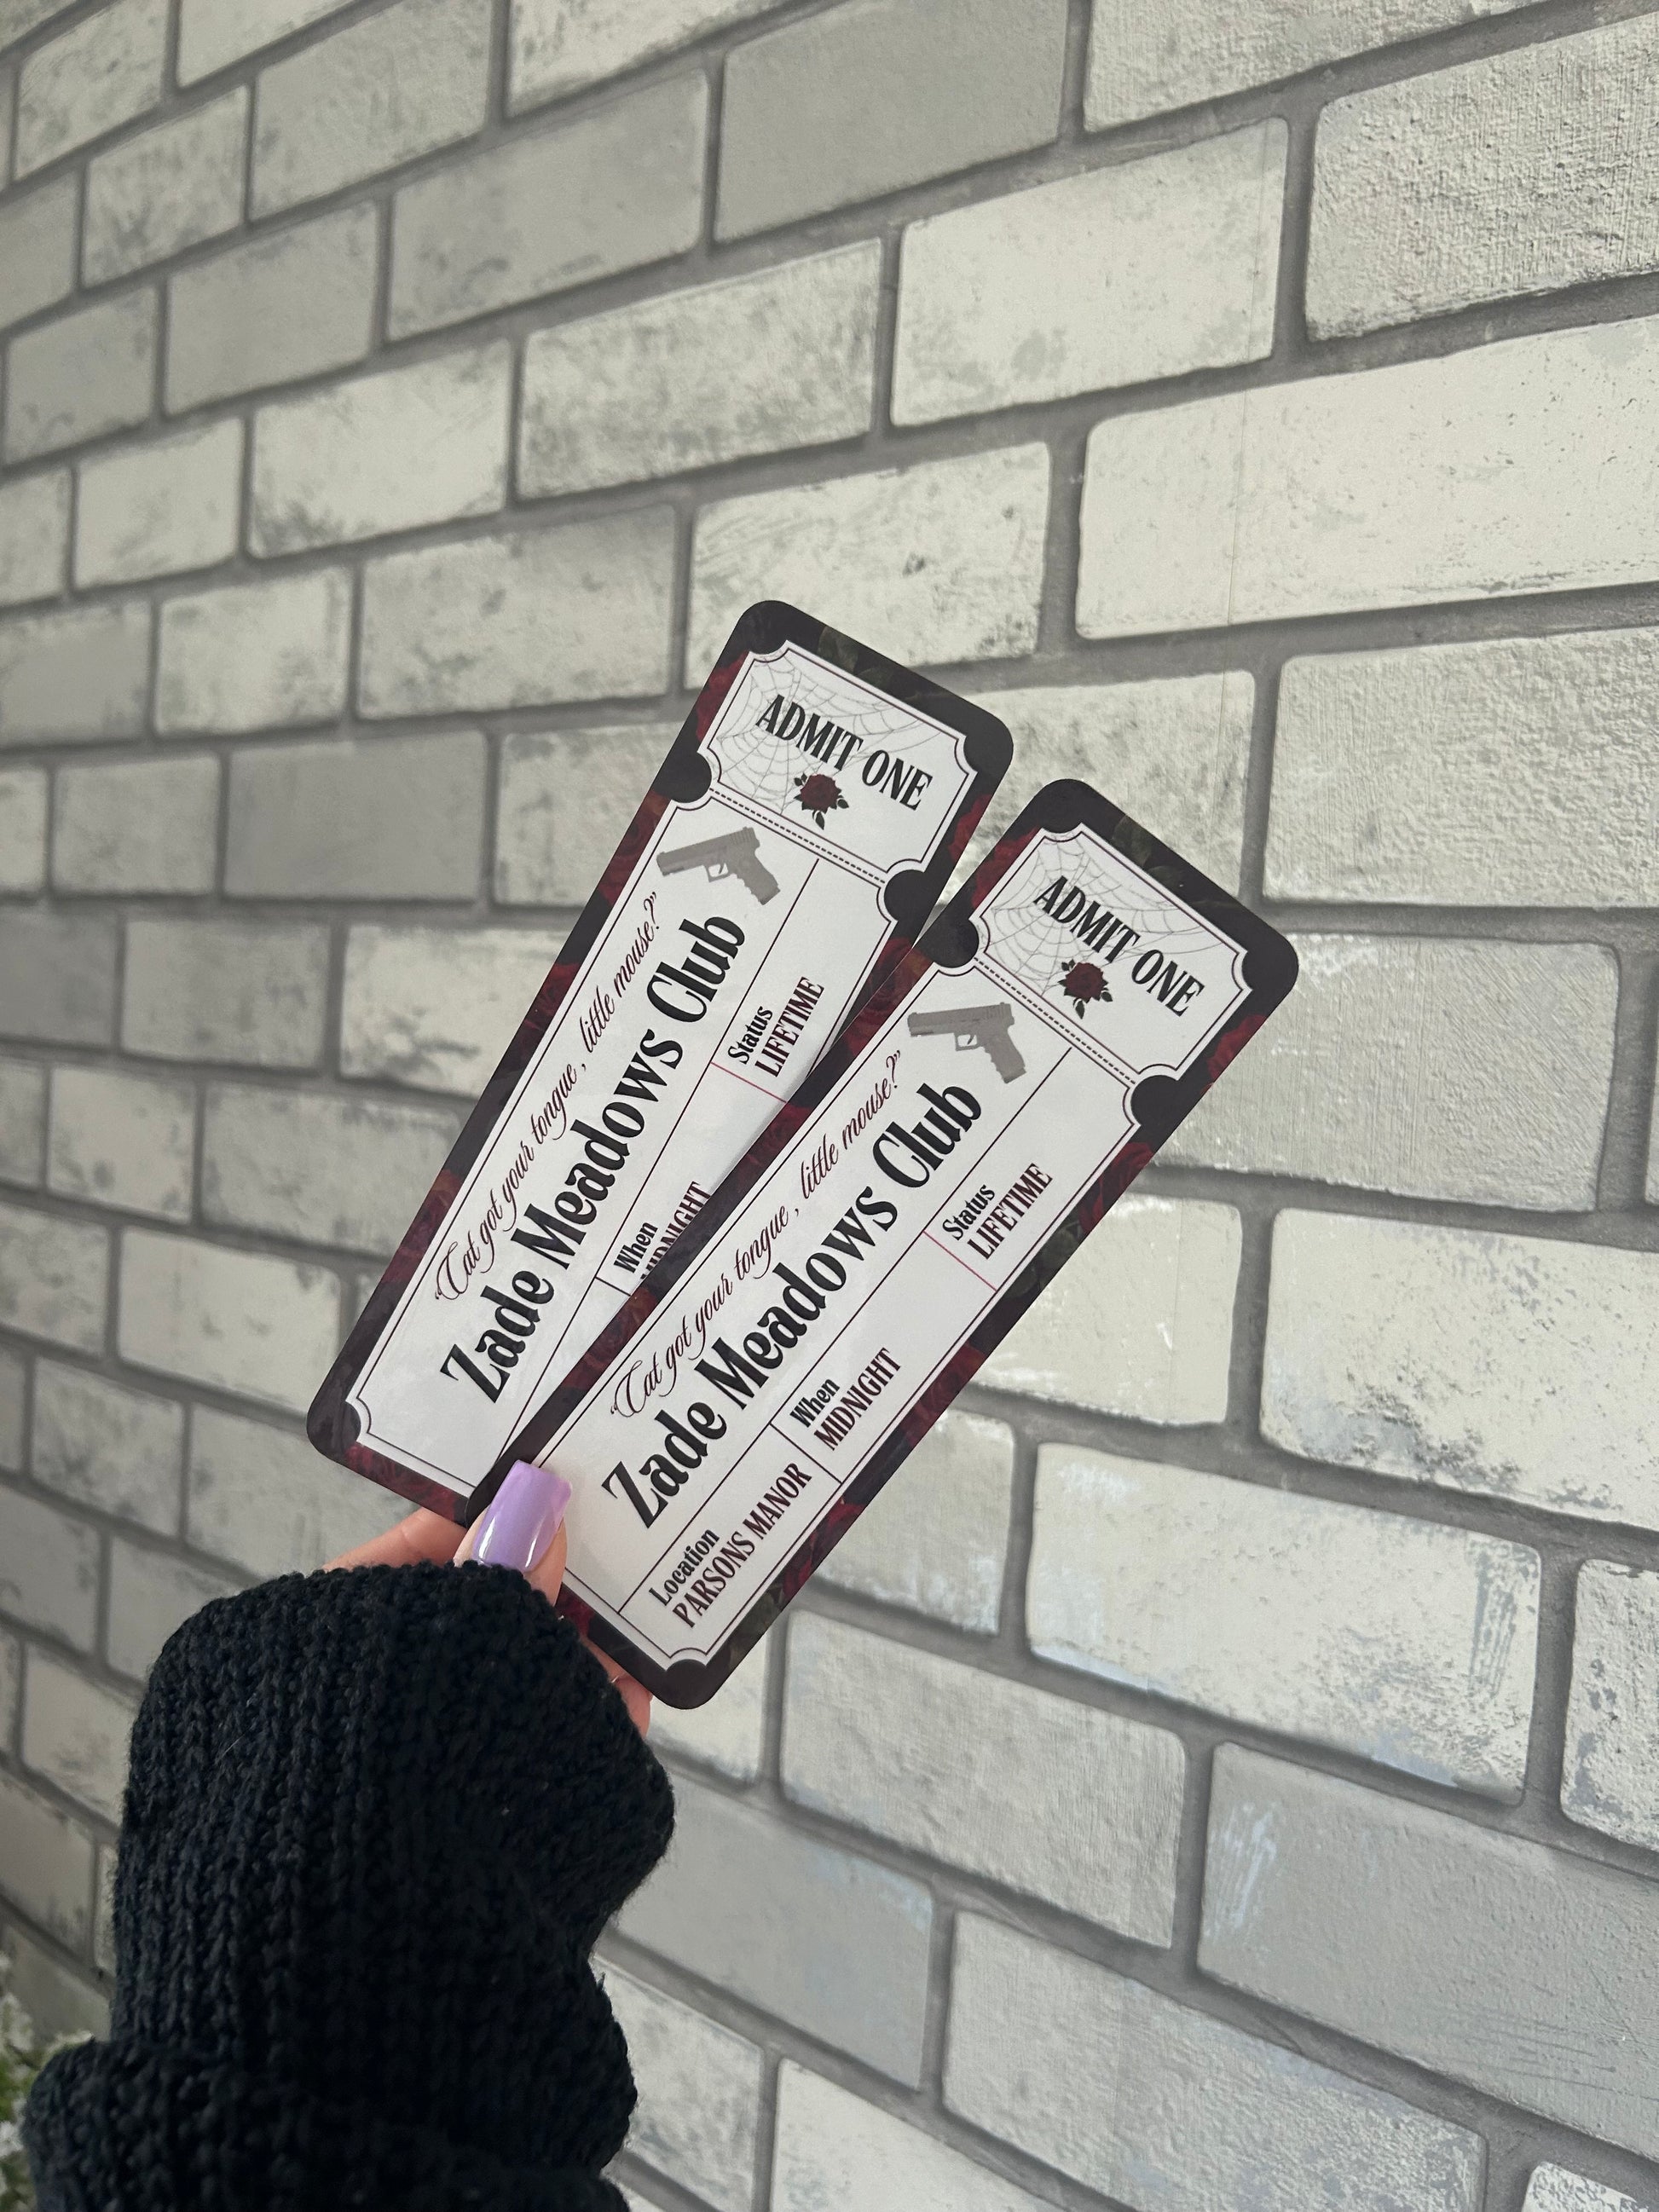 ADMIT ONE
"Cat got your tongue, little mouse?"
Zade Meadows Club
When
MIDNIGHT
Status
LIFETIME
ADMIT ONE
"Cat got your tongue, little mouse?"
Zade Meadows Club
Location
PARSONS MANOR
When
MIDNIGHT
Status
LIFETIME